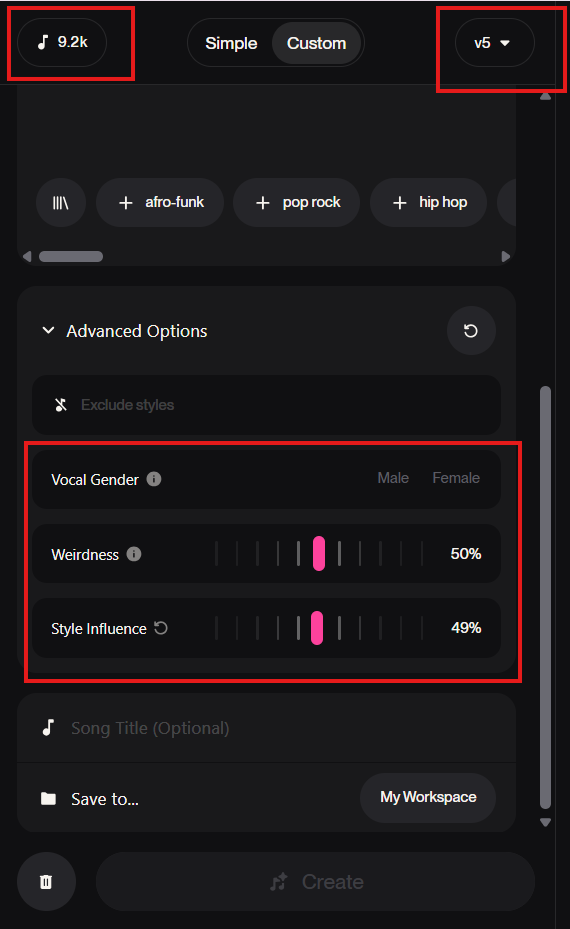 9.2k Simple Custom v5
afro-funk pop rock hip hop
Advanced Options
Exclude styles
Vocal Gender Male Female
Weirdness 50%
Style Influence 49%
Song Title (Optional)
Save to... My Workspace
Create